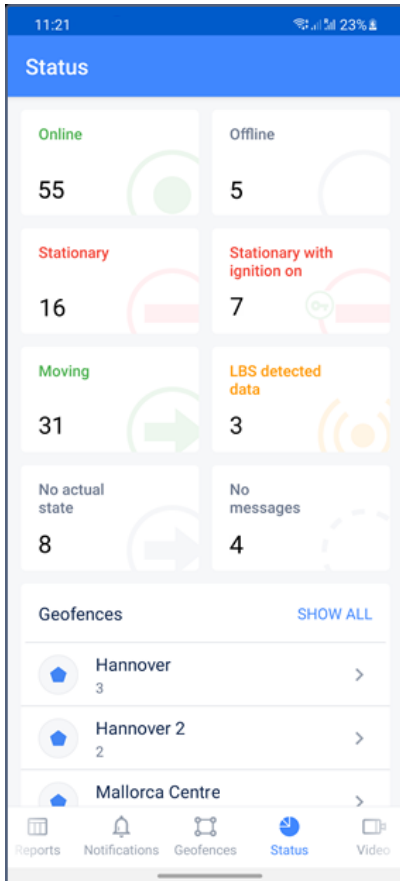 11:21
23%
Status
Online
Offline
55
5
Stationary
Stationary with
ignition on
16
7
Moving
LBS detected
data
31
3
No actual
state
No
messages
8
4
Geofences
SHOW ALL
Hannover
3
Hannover 2
2
Mallorca Centre
Reports
Notifications
Geofences
Status
Video